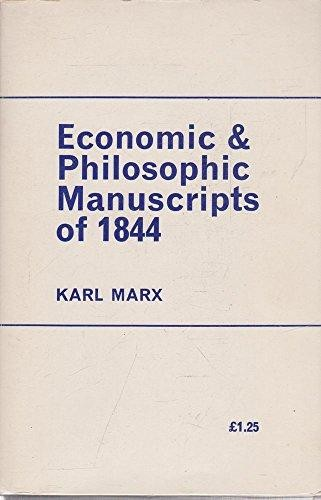 Economic &
Philosophic
Manuscripts
of 1844
KARL MARX
£1.25